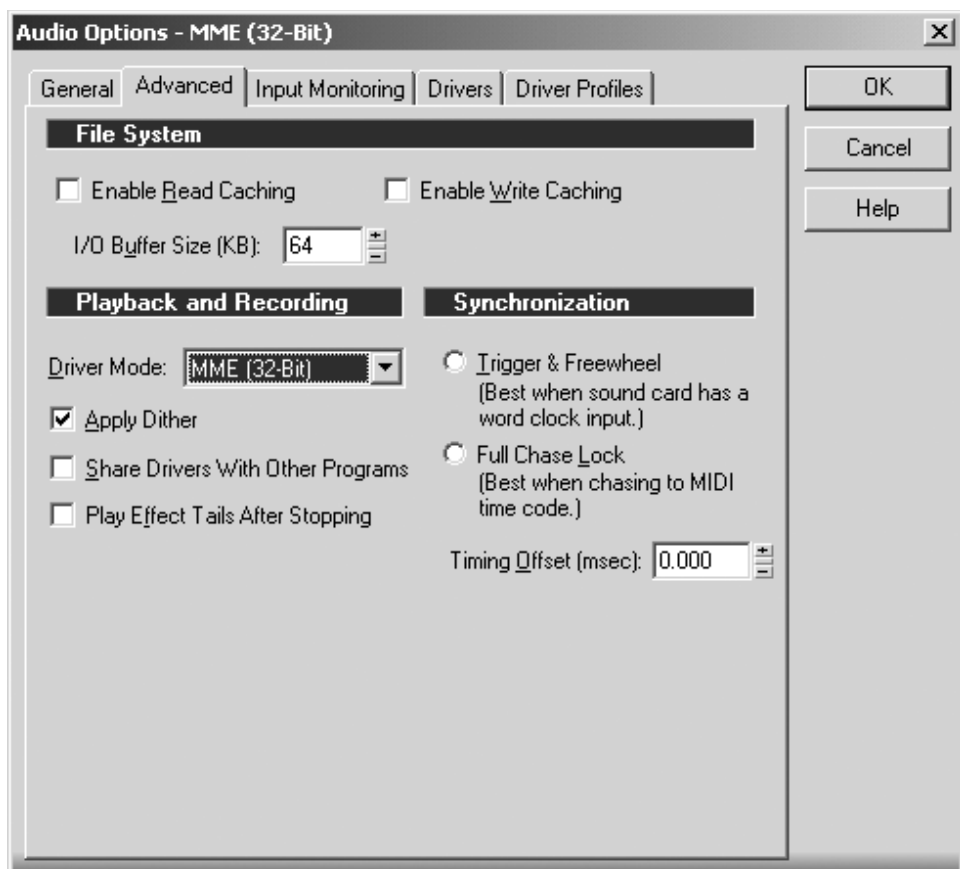 Audio Options - MME (32-Bit)
General Advanced Input Monitoring Drivers Driver Profiles
OK
Cancel
Help
File System
Enable Read Caching
Enable Write Caching
I/O Buffer Size (KB): 64
Playback and Recording
Driver Mode: MME (32-Bit)
Apply Dither
Share Drivers With Other Programs
Play Effect Tails After Stopping
Synchronization
Trigger & Freewheel
(Best when sound card has a
word clock input.)
Full Chase Lock
(Best when chasing to MIDI
time code.)
Timing Offset (msec): 0.000